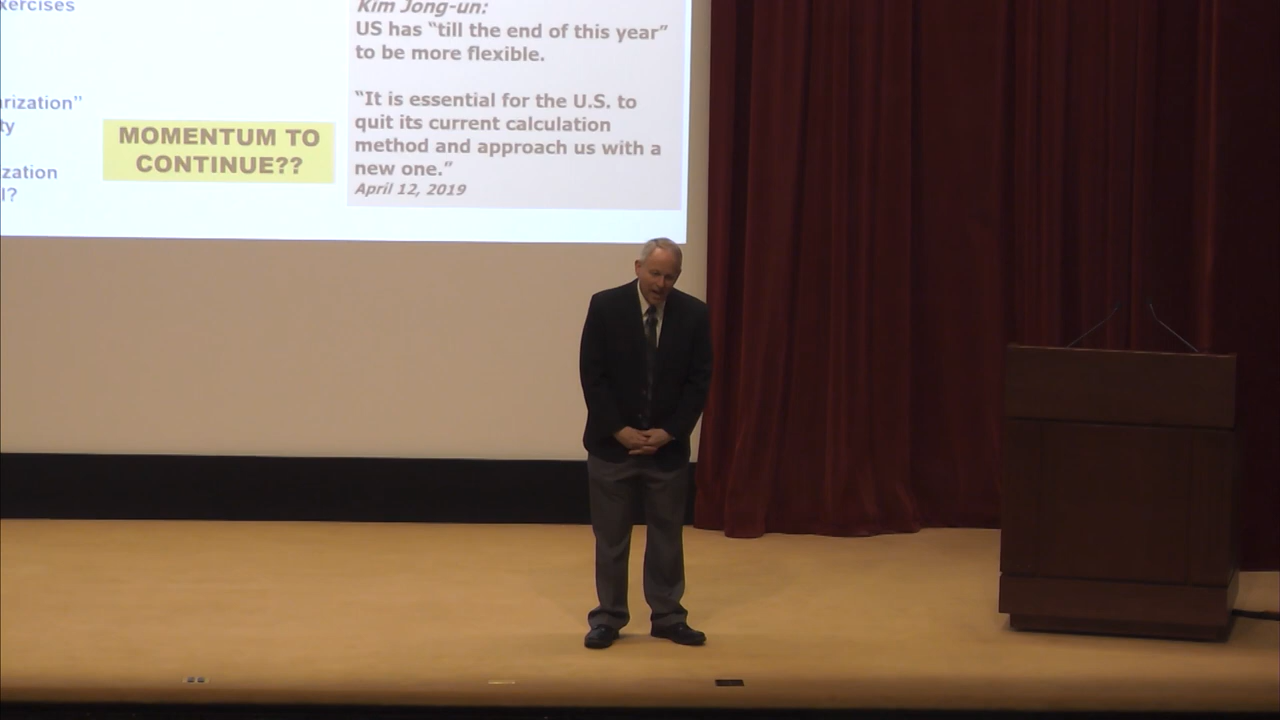 xercises
rization”
ty
zation
l?
MOMENTUM TO
CONTINUE??
Kim Jong-un:
US has “till the end of this year”
to be more flexible.
“It is essential for the U.S. to
quit its current calculation
method and approach us with a
new one.”
April 12, 2019